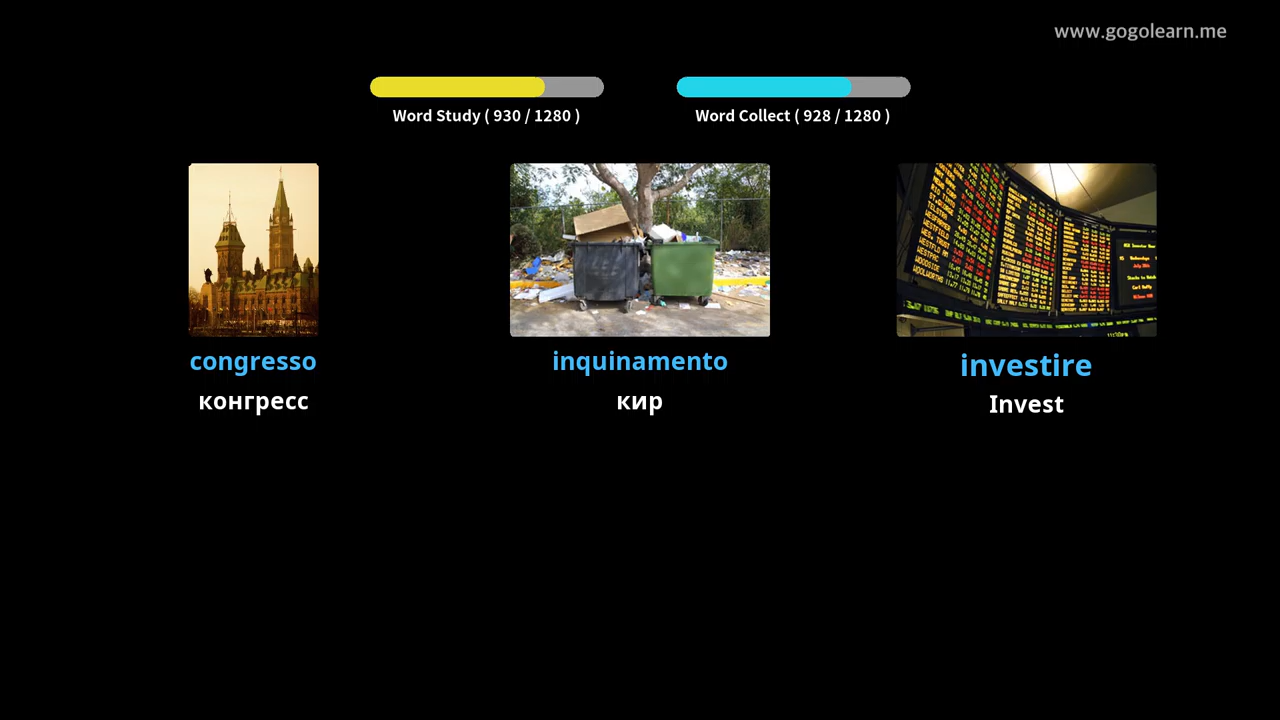 www.gogolearn.me
Word Study ( 930 / 1280 )
Word Collect ( 928 / 1280 )
congresso
inquinamento
investire
конгресс
кир
Invest